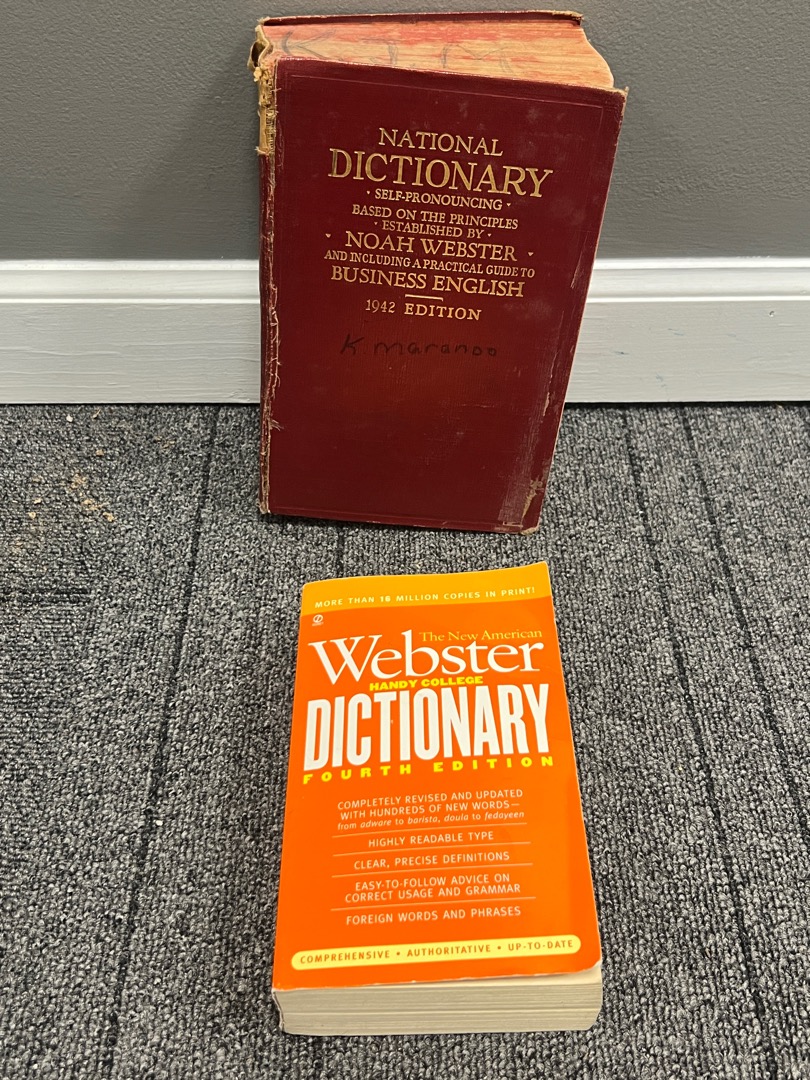 NATIONAL
DICTIONARY
• SELF-PRONOUNCING •
BASED ON THE PRINCIPLES
• ESTABLISHED BY •
• NOAH WEBSTER •
AND INCLUDING A PRACTICAL GUIDE TO
BUSINESS ENGLISH
1942 EDITION
K maranoo
MORE THAN 16 MILLION COPIES IN PRINT!
The New American
Webster
HANDY COLLEGE
DICTIONARY
FOURTH EDITION
COMPLETELY REVISED AND UPDATED
WITH HUNDREDS OF NEW WORDS—
from adware to barista, doula to fedayeen
HIGHLY READABLE TYPE
CLEAR, PRECISE DEFINITIONS
EASY-TO-FOLLOW ADVICE ON
CORRECT USAGE AND GRAMMAR
FOREIGN WORDS AND PHRASES
COMPREHENSIVE • AUTHORITATIVE • UP-TO-DATE